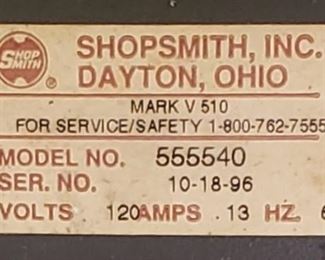 SHOP
SMITH
®
SHOPSMITH, INC.
DAYTON, OHIO
MARK V 510
FOR SERVICE/SAFETY 1-800-762-7555
MODEL NO. 555540
SER. NO. 10-18-96
VOLTS 120 AMPS 13 HZ. 6